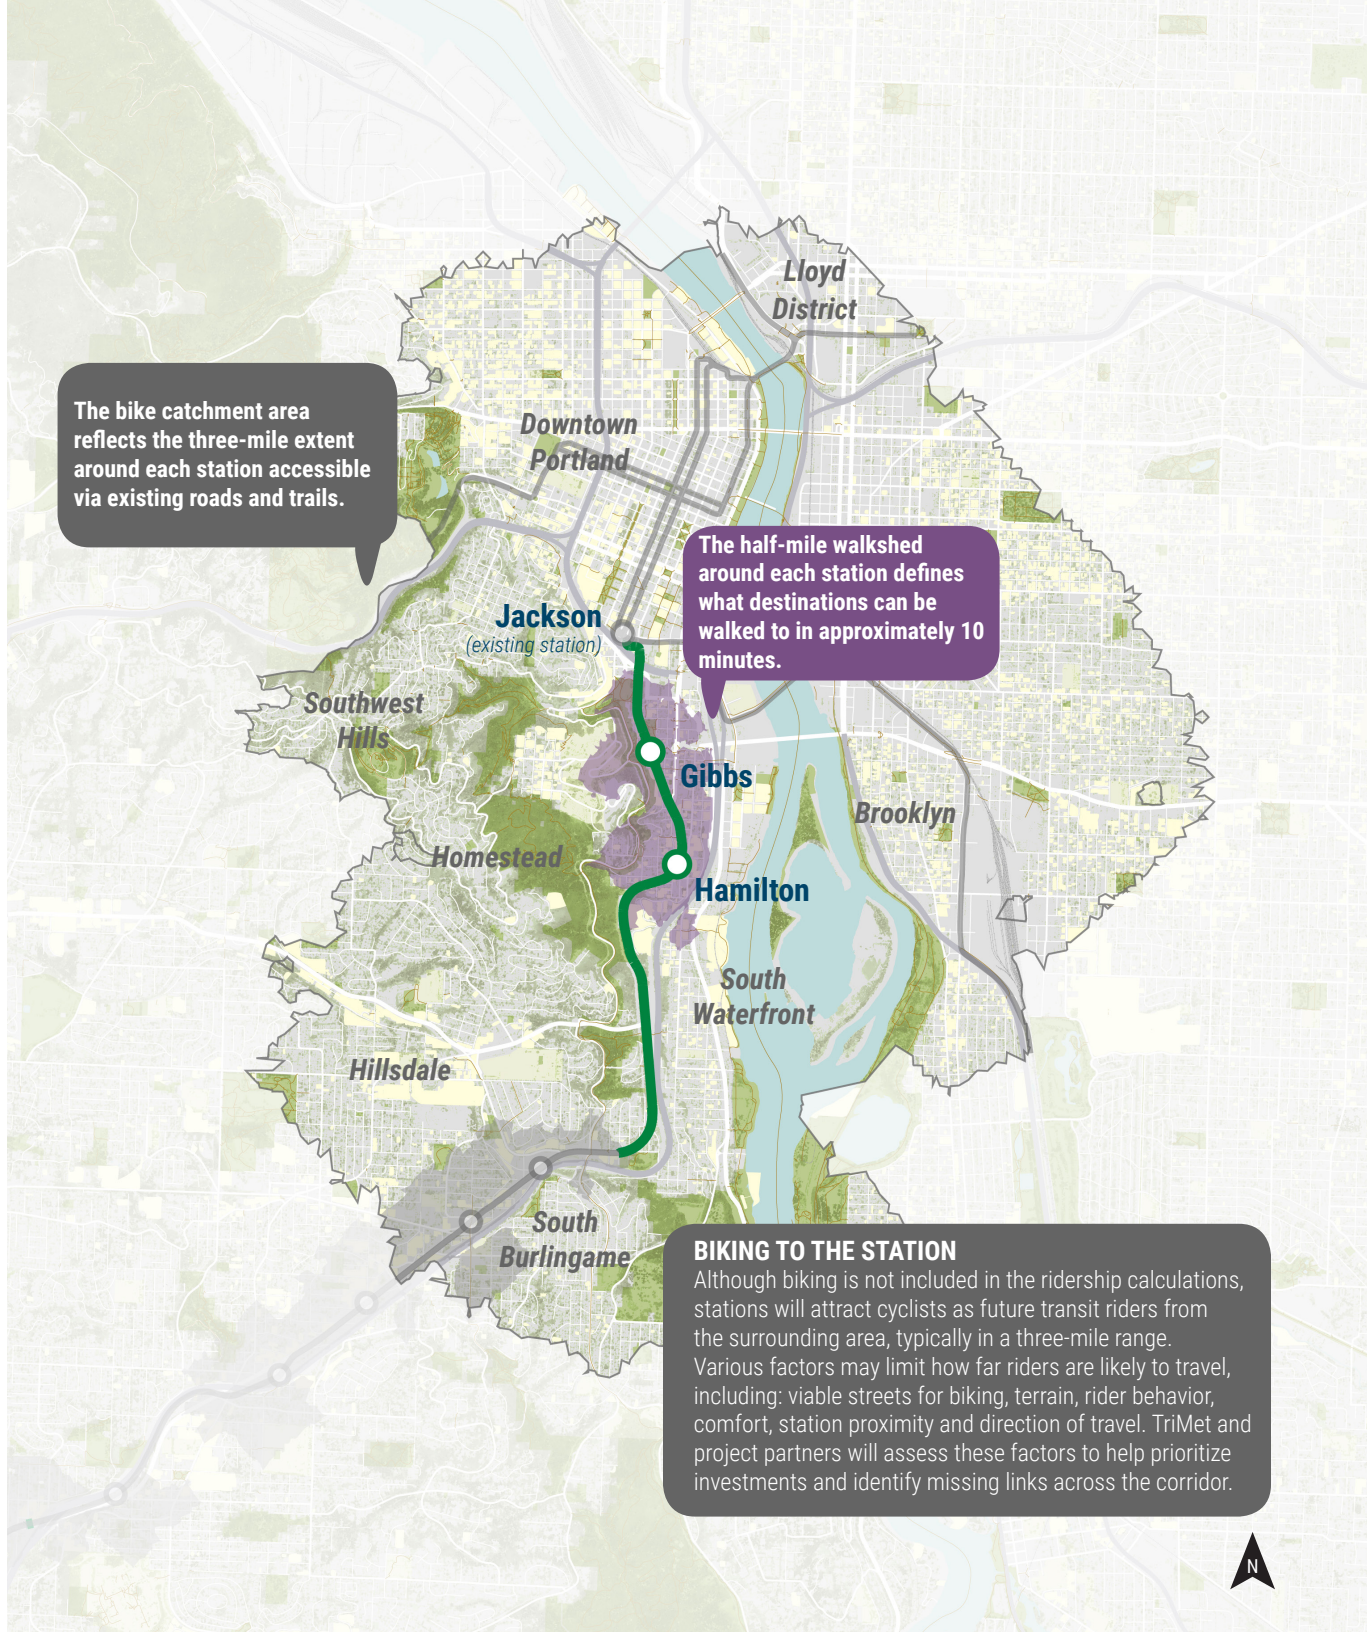 Lloyd
District
The bike catchment area
reflects the three-mile extent
around each station accessible
via existing roads and trails.
Downtown
Portland
The half-mile walkshed
around each station defines
what destinations can be
walked to in approximately 10
minutes.
Jackson
(existing station)
Southwest
Hills
Gibbs
Brooklyn
Homestead
Hamilton
South
Waterfront
Hillsdale
South
Burlingame
BIKING TO THE STATION
Although biking is not included in the ridership calculations,
stations will attract cyclists as future transit riders from
the surrounding area, typically in a three-mile range.
Various factors may limit how far riders are likely to travel,
including: viable streets for biking, terrain, rider behavior,
comfort, station proximity and direction of travel. TriMet and
project partners will assess these factors to help prioritize
investments and identify missing links across the corridor.
N